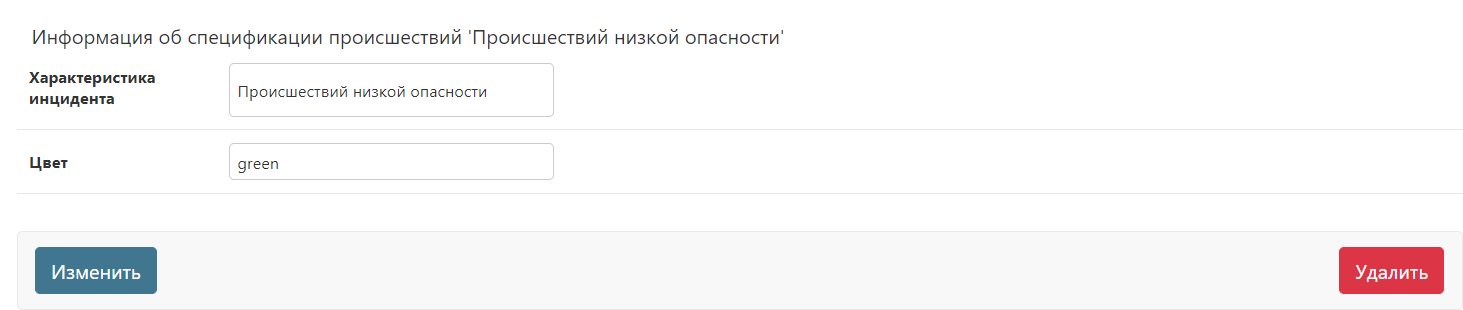 Информация об спецификации происшествий 'Происшествий низкой опасности'
Характеристика
инцидента
Происшествий низкой опасности
Цвет
green
Изменить
Удалить